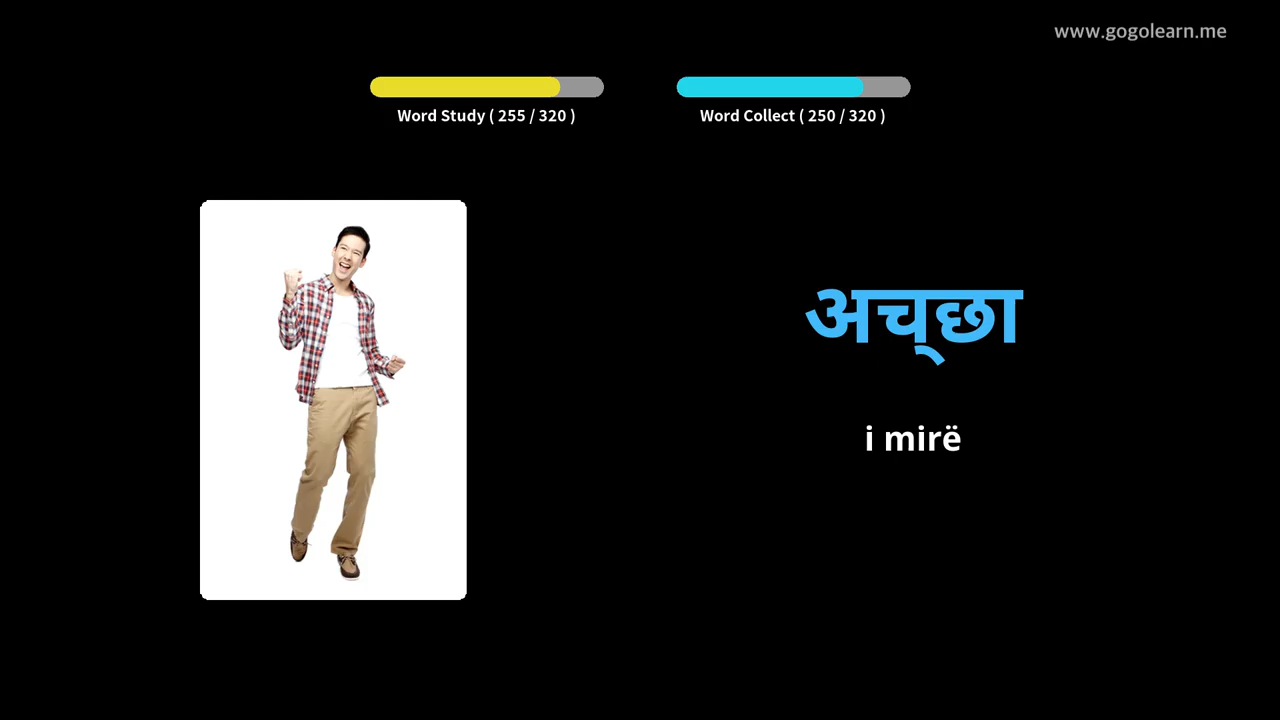 www.gogolearn.me
Word Study ( 255 / 320 )
Word Collect ( 250 / 320 )
अच्छा
i mirë